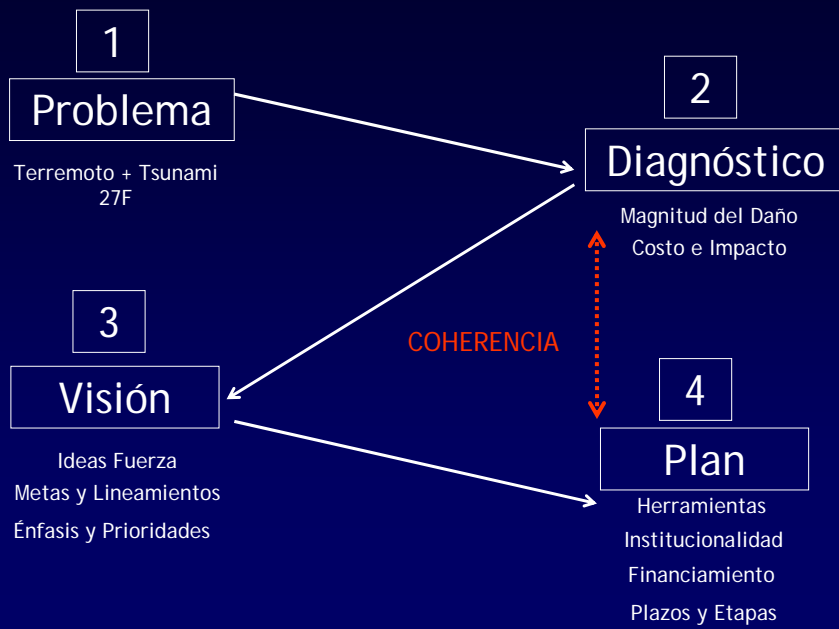 1
Problema
Terremoto + Tsunami
27F
2
Diagnóstico
Magnitud del Daño
Costo e Impacto
COHERENCIA
3
Visión
Ideas Fuerza
Metas y Lineamientos
Énfasis y Prioridades
4
Plan
Herramientas
Institucionalidad
Financiamiento
Plazos y Etapas